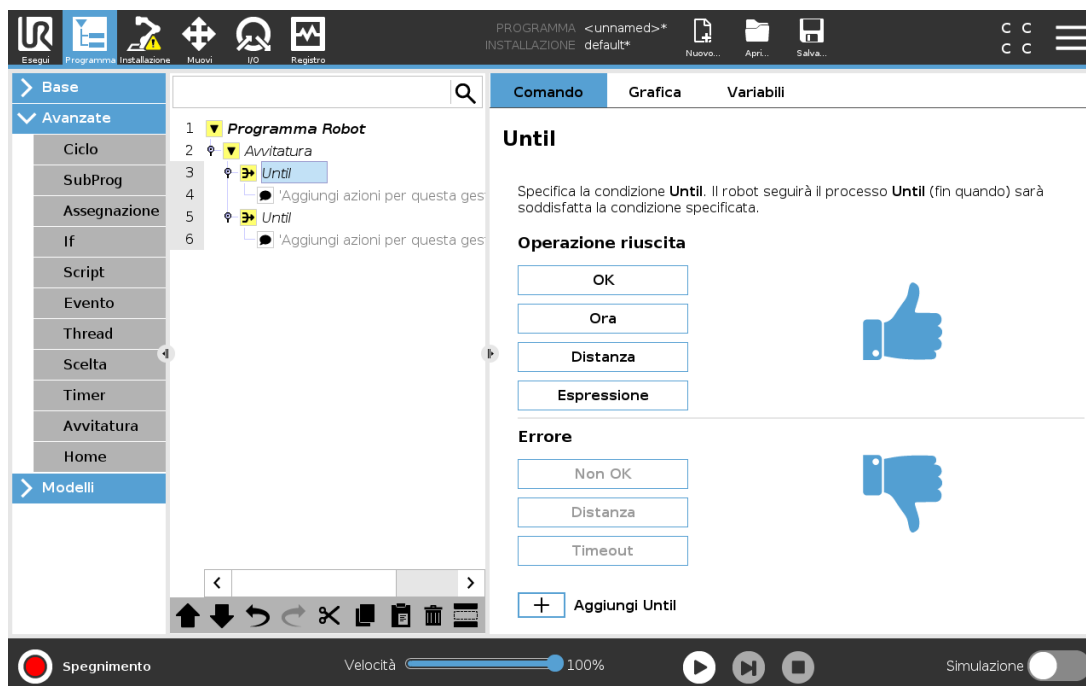 PROGRAMMA <unnamed>*
INSTALLAZIONE default*
UR
Esegui
Programma
Installazione
Muovi
I/O
Registro
Nuovo...
Apri...
Salva...
C C
C C
Base
Avanzate
Ciclo
SubProg
Assegnazione
If
Script
Evento
Thread
Scelta
Timer
Avvitatura
Home
Modelli
1 Programma Robot
2 Avvitatura
3 Until
4 'Aggiungi azioni per questa ges
5 Until
6 'Aggiungi azioni per questa ges
Comando
Grafica
Variabili
Until
Specifica la condizione Until. Il robot seguirà il processo Until (fin quando) sarà
soddisfatta la condizione specificata.
Operazione riuscita
OK
Ora
Distanza
Espressione
Errore
Non OK
Distanza
Timeout
Aggiungi Until
Spegnimento
Velocità
100%
Simulazione